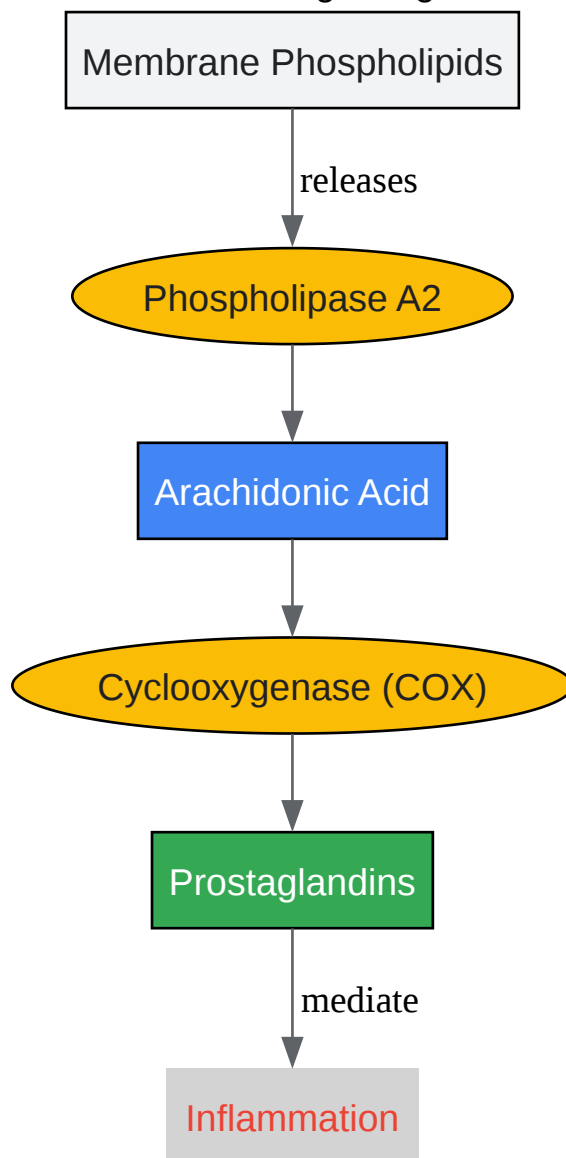 Membrane Phospholipids
releases
Phospholipase A2
Arachidonic Acid
Cyclooxygenase (COX)
Prostaglandins
mediate
Inflammation